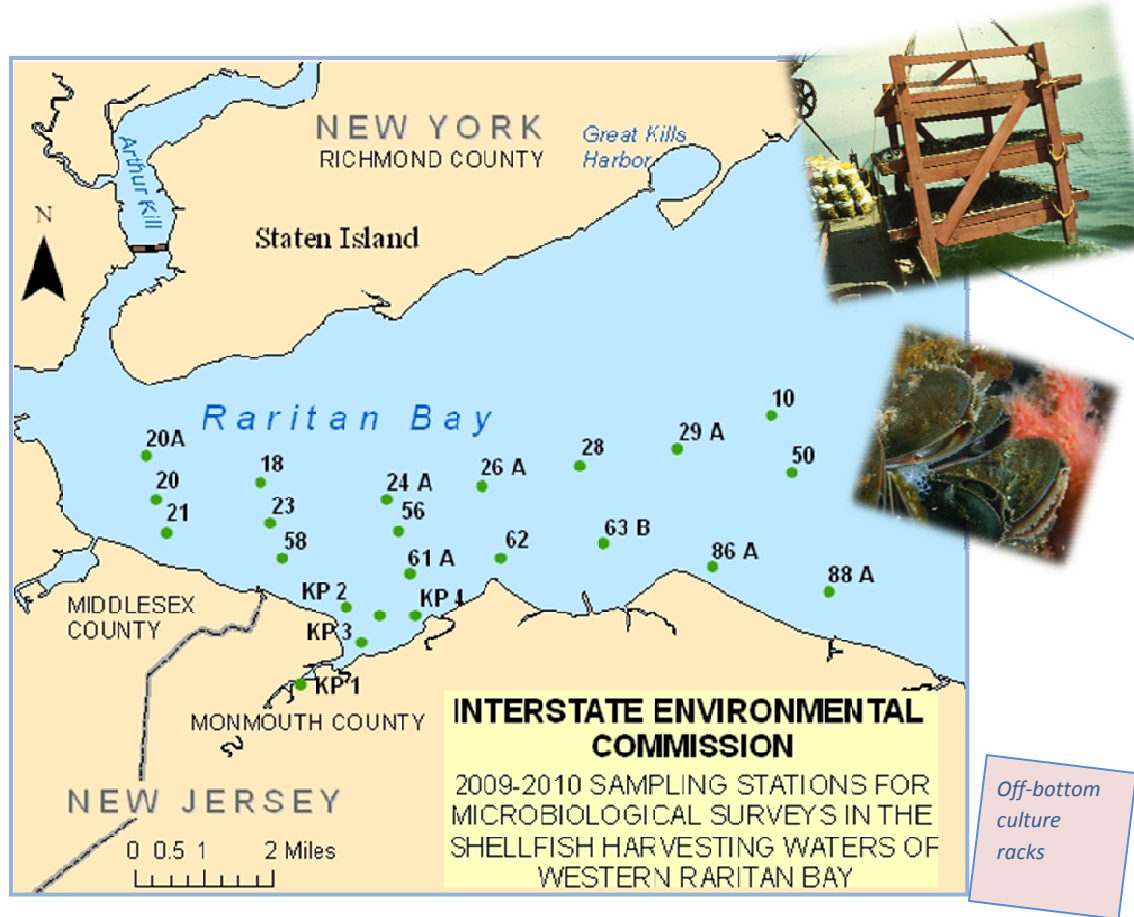 NEW YORK
RICHMOND COUNTY
Great Kills
Harbor
Arthur Kill
N
Staten Island
Raritan Bay
10
20A
29 A
28
50
18
26 A
20
24 A
23
56
21
63 B
62
58
61 A
86 A
88 A
KP 2
KP 4
MIDDLESEX
COUNTY
KP 3
KP 1
MONMOUTH COUNTY
INTERSTATE ENVIRONMENTAL
COMMISSION
2009-2010 SAMPLING STATIONS FOR
MICROBIOLOGICAL SURVEYS IN THE
SHELLFISH HARVESTING WATERS OF
WESTERN RARITAN BAY
NEW JERSEY
0 0.5 1 2 Miles
Off-bottom
culture
racks